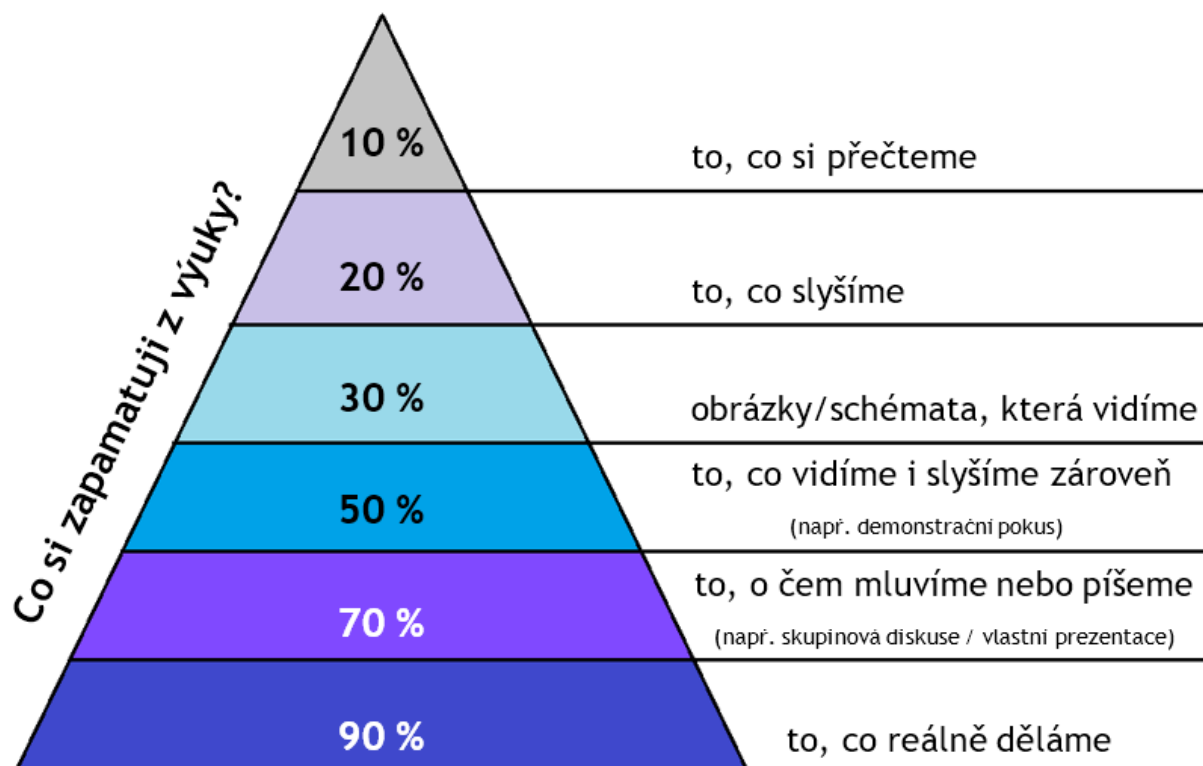 Co si zapamatuji z výuky?
10 %
to, co si přečteme
20 %
to, co slyšíme
30 %
obrázky/schémata, která vidíme
50 %
to, co vidíme i slyšíme zároveň
(např. demonstrační pokus)
70 %
to, o čem mluvíme nebo píšeme
(např. skupinová diskuse / vlastní prezentace)
90 %
to, co reálně děláme